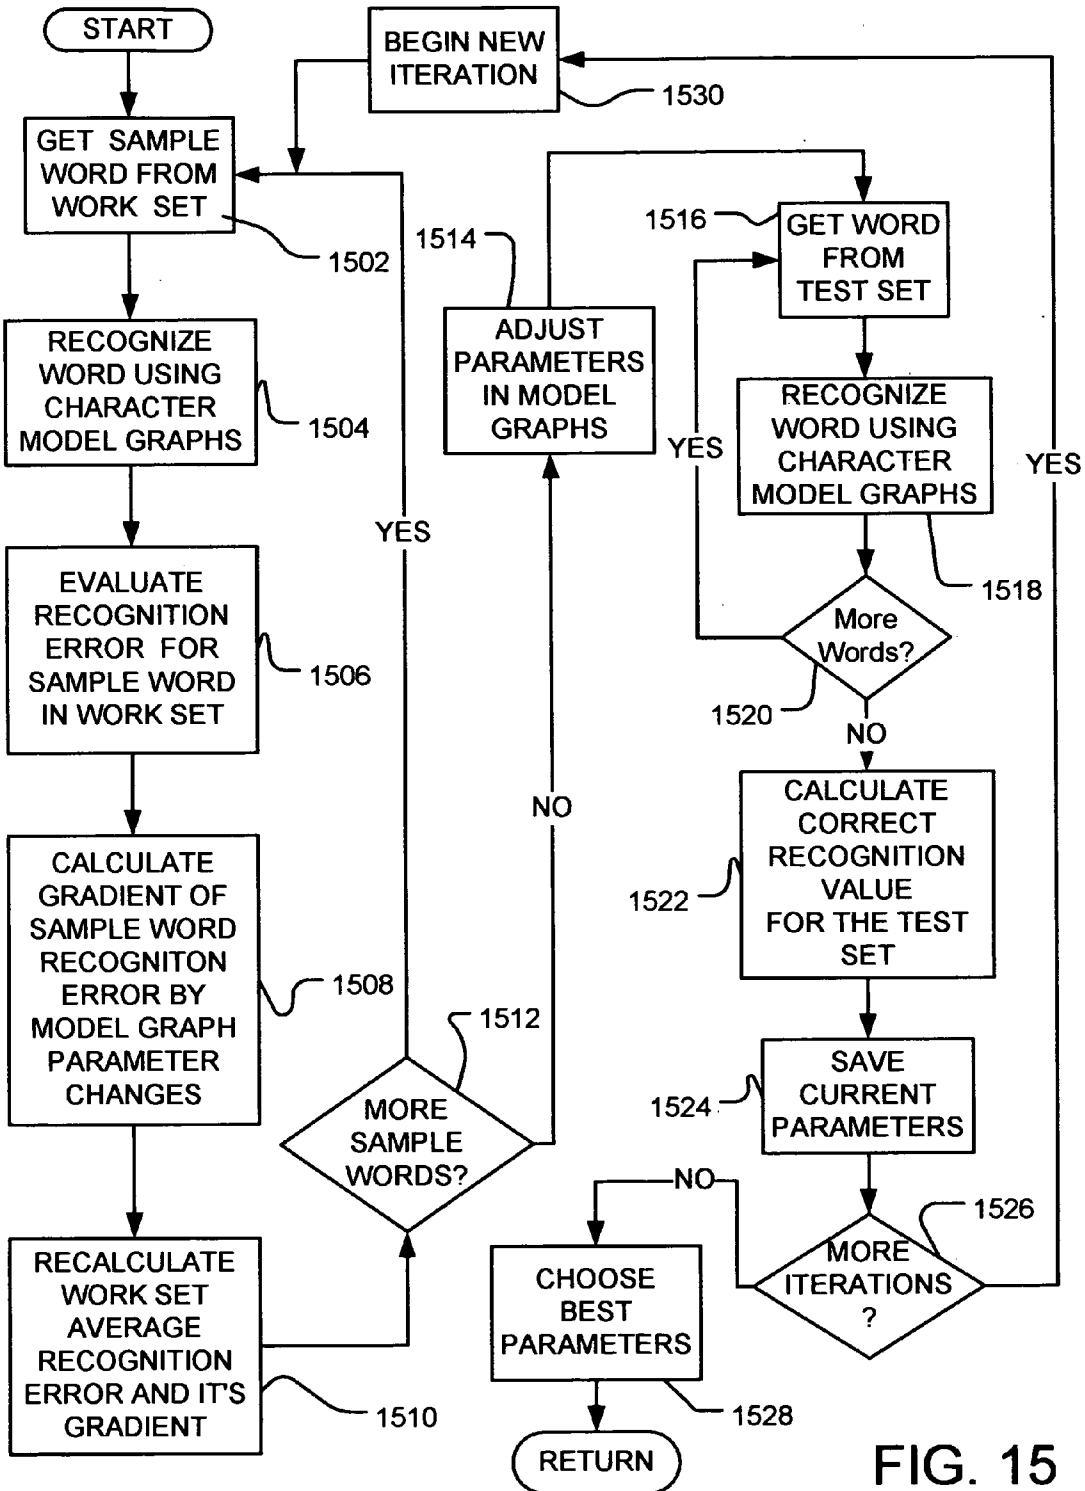 START
GET SAMPLE
WORD FROM
WORK SET
1502
RECOGNIZE
WORD USING
CHARACTER
MODEL GRAPHS
1504
EVALUATE
RECOGNITION
ERROR FOR
SAMPLE WORD
IN WORK SET
1506
CALCULATE
GRADIENT OF
SAMPLE WORD
RECOGNITON
ERROR BY
MODEL GRAPH
PARAMETER
CHANGES
1508
RECALCULATE
WORK SET
AVERAGE
RECOGNITION
ERROR AND IT'S
GRADIENT
1510
MORE
SAMPLE
WORDS?
1512
YES
NO
BEGIN NEW
ITERATION
1530
1514
ADJUST
PARAMETERS
IN MODEL
GRAPHS
1516
GET WORD
FROM
TEST SET
RECOGNIZE
WORD USING
CHARACTER
MODEL GRAPHS
1518
YES
More
Words?
1520
NO
CALCULATE
CORRECT
RECOGNITION
VALUE
FOR THE TEST
SET
1522
SAVE
CURRENT
PARAMETERS
1524
MORE
ITERATIONS
?
1526
YES
NO
CHOOSE
BEST
PARAMETERS
1528
RETURN
FIG. 15